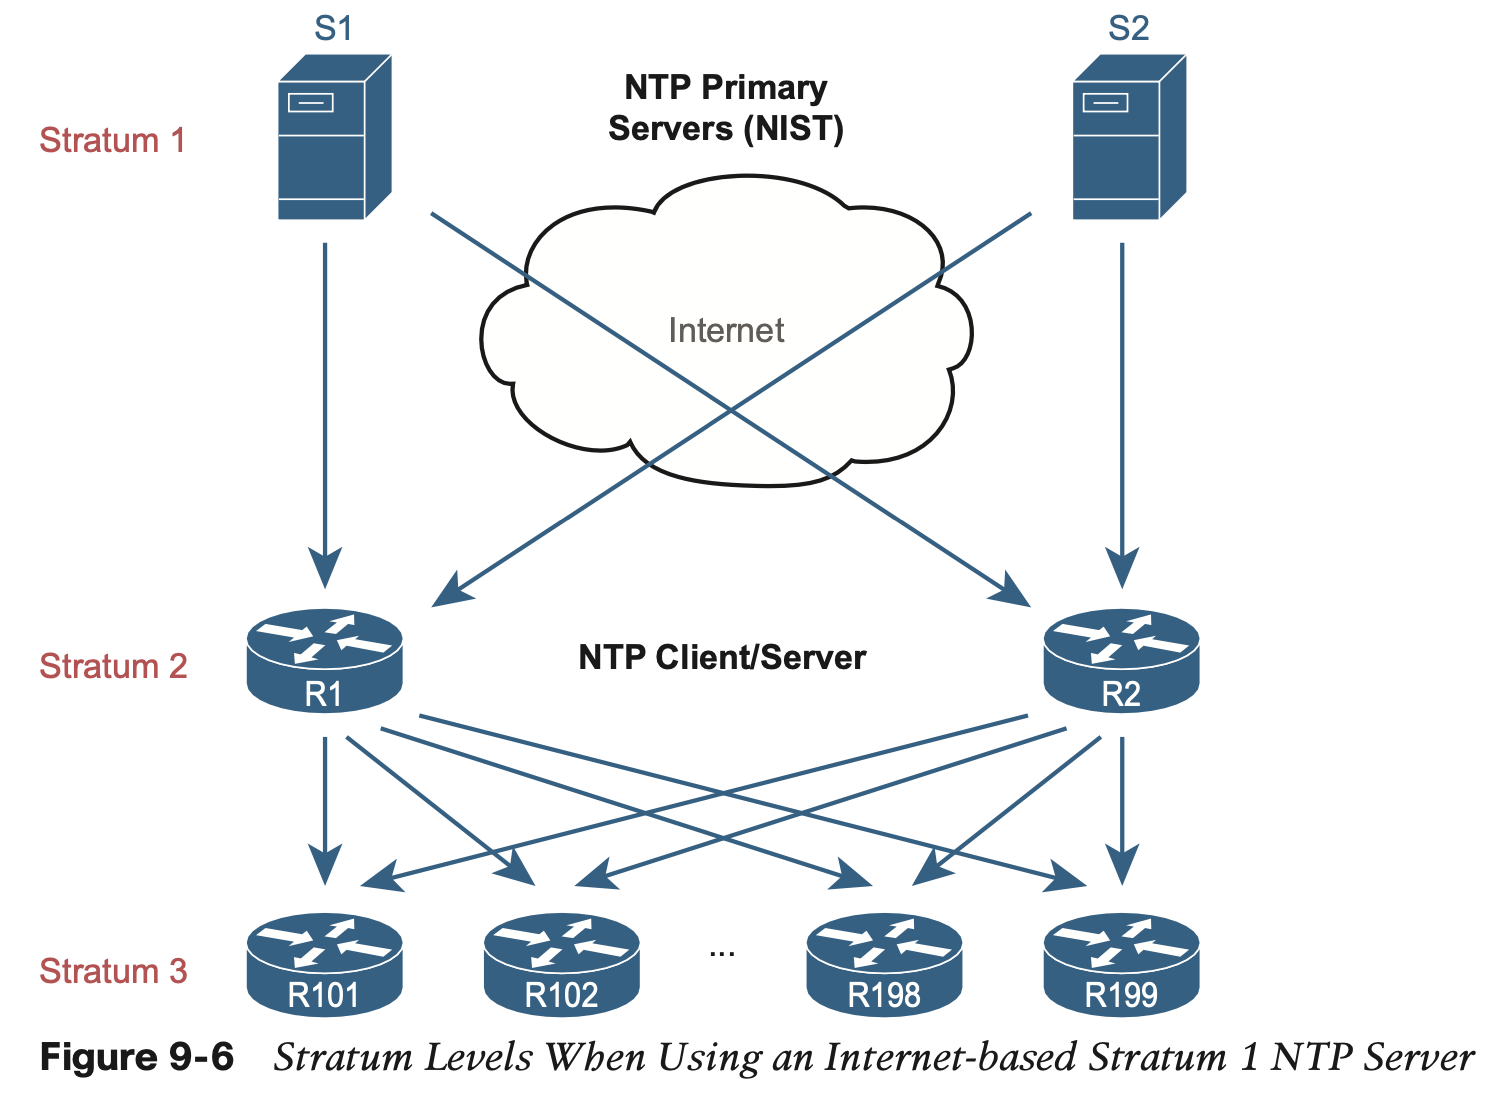 S1
S2
NTP Primary
Servers (NIST)
Stratum 1
Internet
Stratum 2
NTP Client/Server
R1
R2
...
Stratum 3
R101
R102
R198
R199
Figure 9-6 Stratum Levels When Using an Internet-based Stratum 1 NTP Server